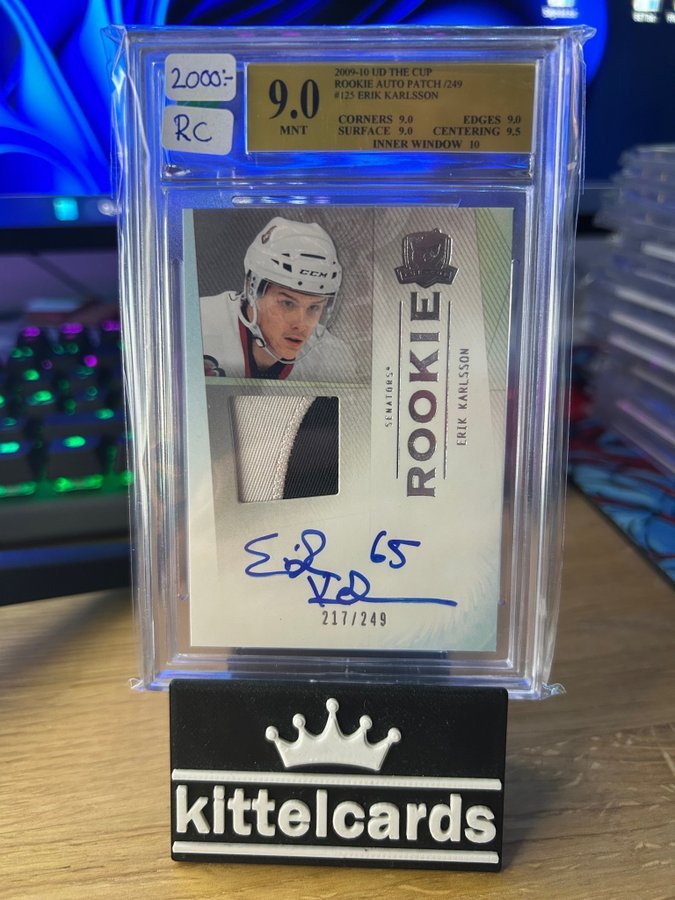 2000:-
RC
9.0
MNT
2009-10 UD THE CUP
ROOKIE AUTO PATCH /249
#125 ERIK KARLSSON
CORNERS 9.0 EDGES 9.0
SURFACE 9.0 CENTERING 9.5
INNER WINDOW 10
CCM
SENATORS®
ROOKIE
ERIK KARLSSON
65
217/249
kittelcards